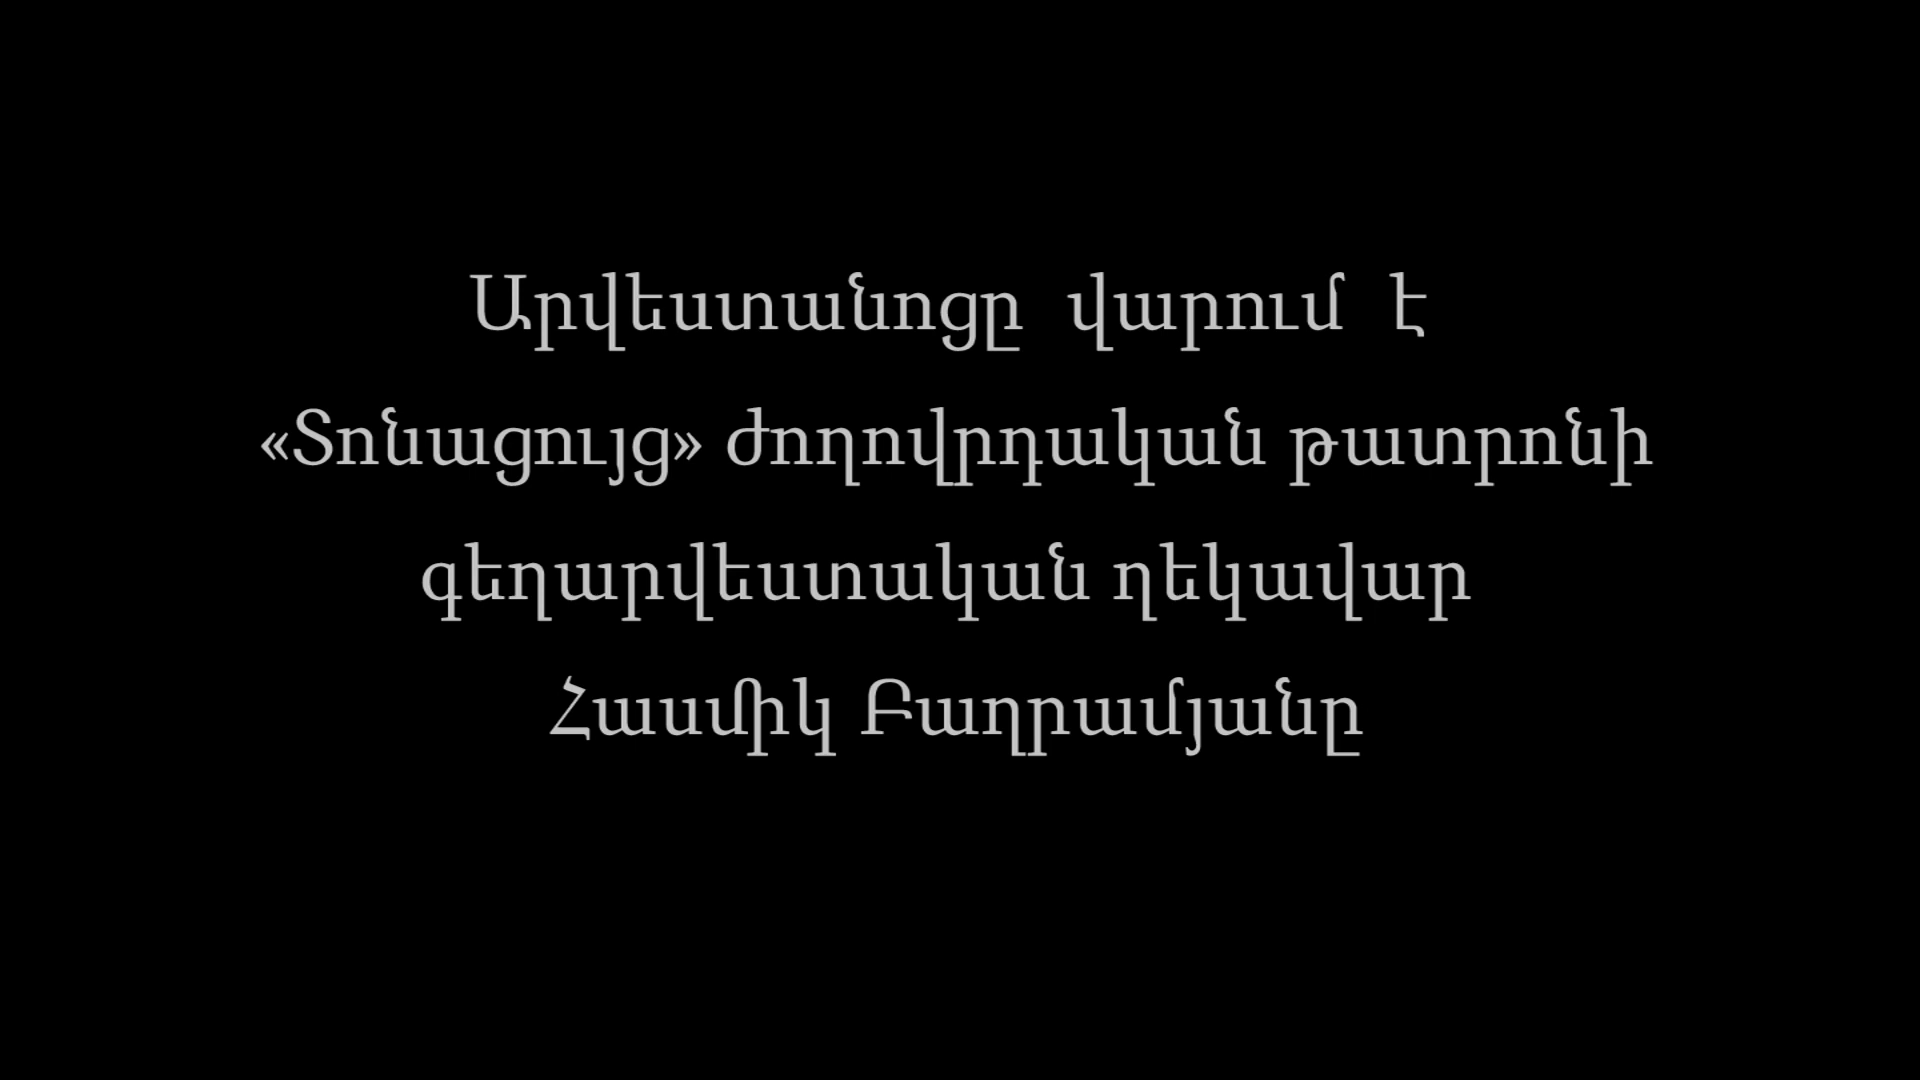 Արվեստանոցը վարում է
«Տոնացույց» ժողովրդական թատրոնի
գեղարվեստական ղեկավար
Հասմիկ Բաղրամյանը